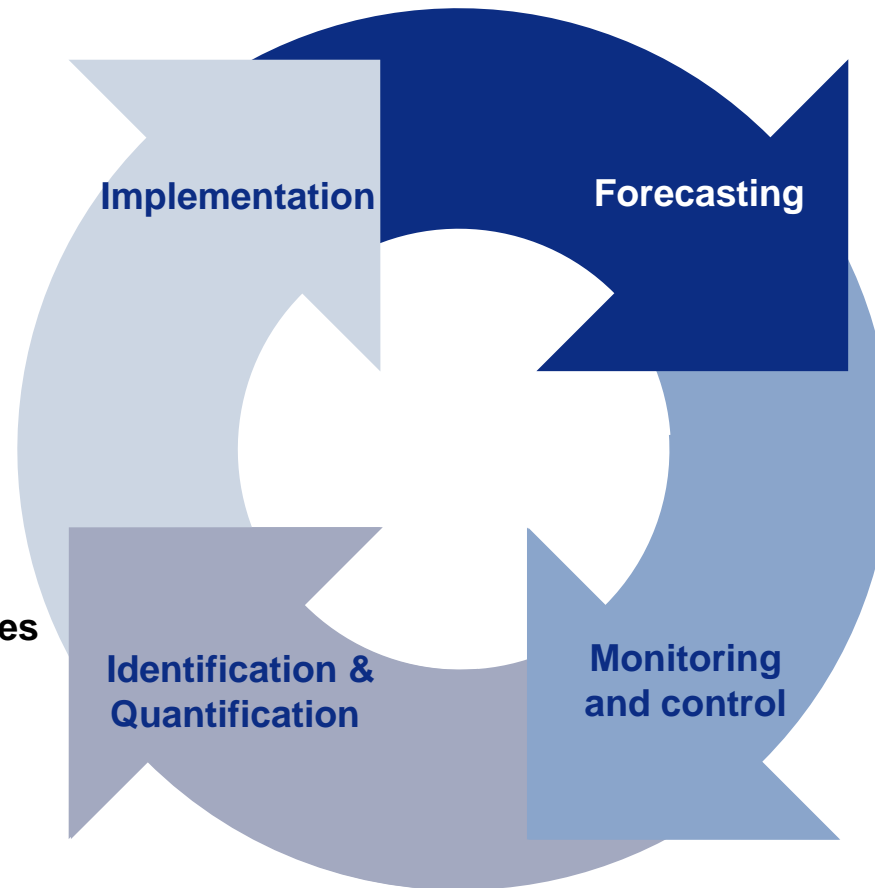 Implementation
Forecasting
Identification &
Quantification
Monitoring
and control